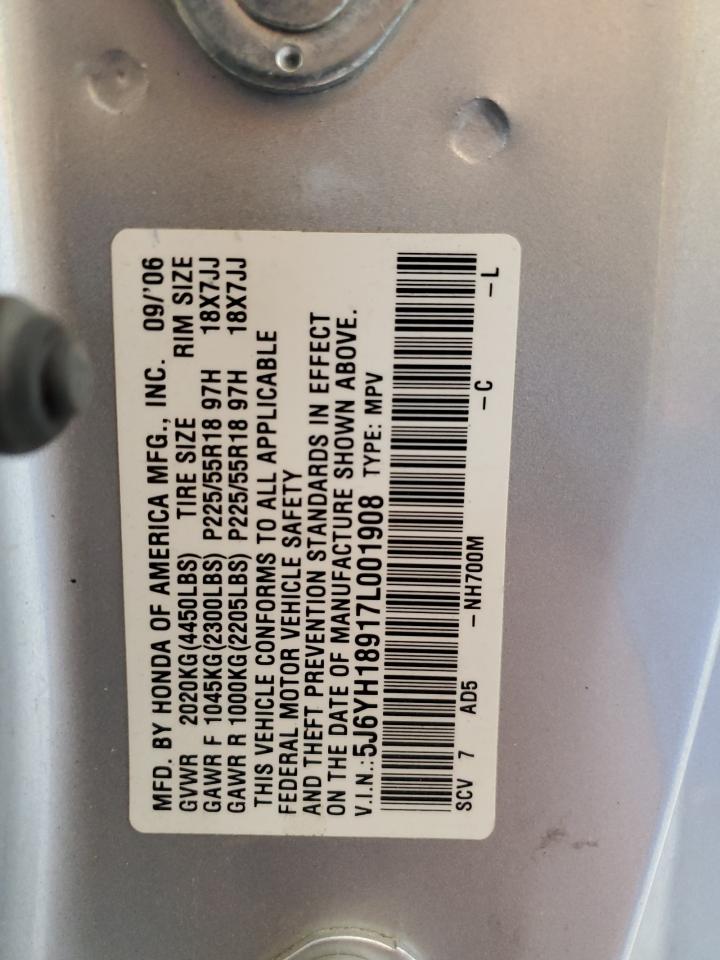 MFD. BY HONDA OF AMERICA MFG., INC. 09/'06
GVWR 2020KG(4450LBS) TIRE SIZE RIM SIZE
GAWR F 1045KG(2300LBS) P225/55R18 97H 18X7JJ
GAWR R 1000KG(2205LBS) P225/55R18 97H 18X7JJ
THIS VEHICLE CONFORMS TO ALL APPLICABLE
FEDERAL MOTOR VEHICLE SAFETY
AND THEFT PREVENTION STANDARDS IN EFFECT
ON THE DATE OF MANUFACTURE SHOWN ABOVE.
V.I.N.:5J6YH18917L001908 TYPE: MPV
SCV 7 AD5 -NH700M -C -L